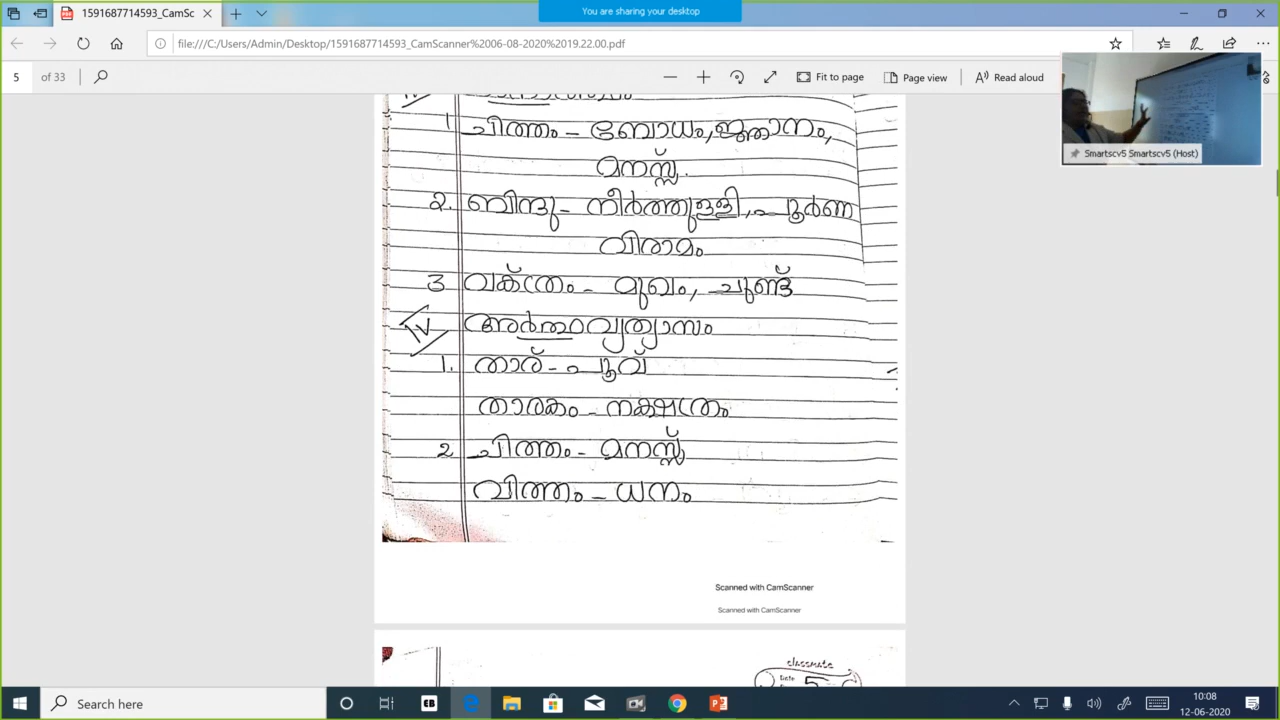 1591687714593_CamSc
You are sharing your desktop
file:///C:/Users/Admin/Desktop/1591687714593_CamScanner%2006-08-2020%2019.22.00.pdf
5 of 33
Fit to page
Page view
Read aloud
Smartscv5 Smartscv5 (Host)
1 ചിത്തം - ബോധം, ജ്ഞാനം,
മനസ്സ്.
2. ബിന്ദു - നീർത്തുള്ളി, പൂർണ
വിരാമം
3 വക്ത്രം - മുഖം, ചുണ്ട്
IV അർത്ഥവ്യത്യാസം
1. താര് - പൂവ്
താരകം - നക്ഷത്രം
2 ചിത്തം - മനസ്സ്
വിത്തം - ധനം
Scanned with CamScanner
Scanned with CamScanner
classmate
Date
5
Search here
10:08
12-06-2020